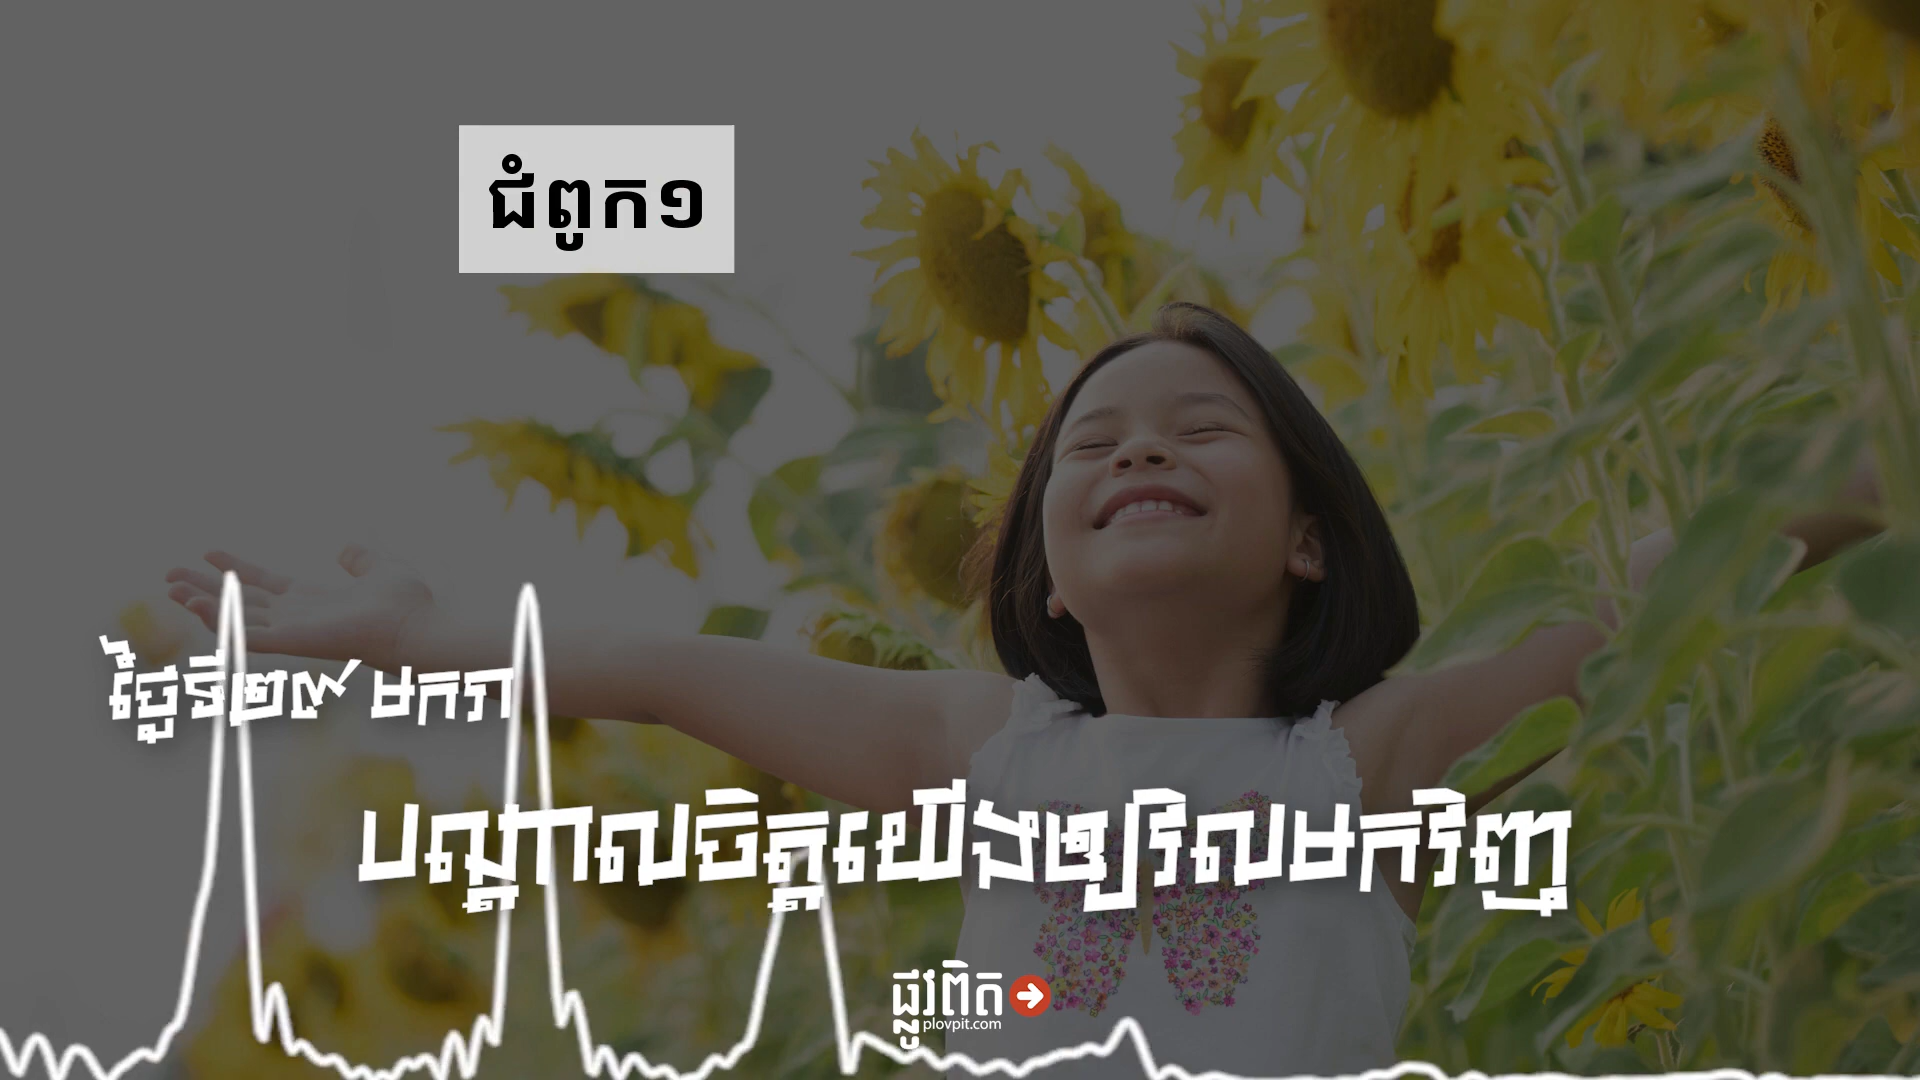 ជំពូក១
ថ្ងៃទី២៩ មករា
បណ្ដាលចិត្តយើងឲ្យវិលមកវិញ
ផ្លូវពិត
plovpit.com